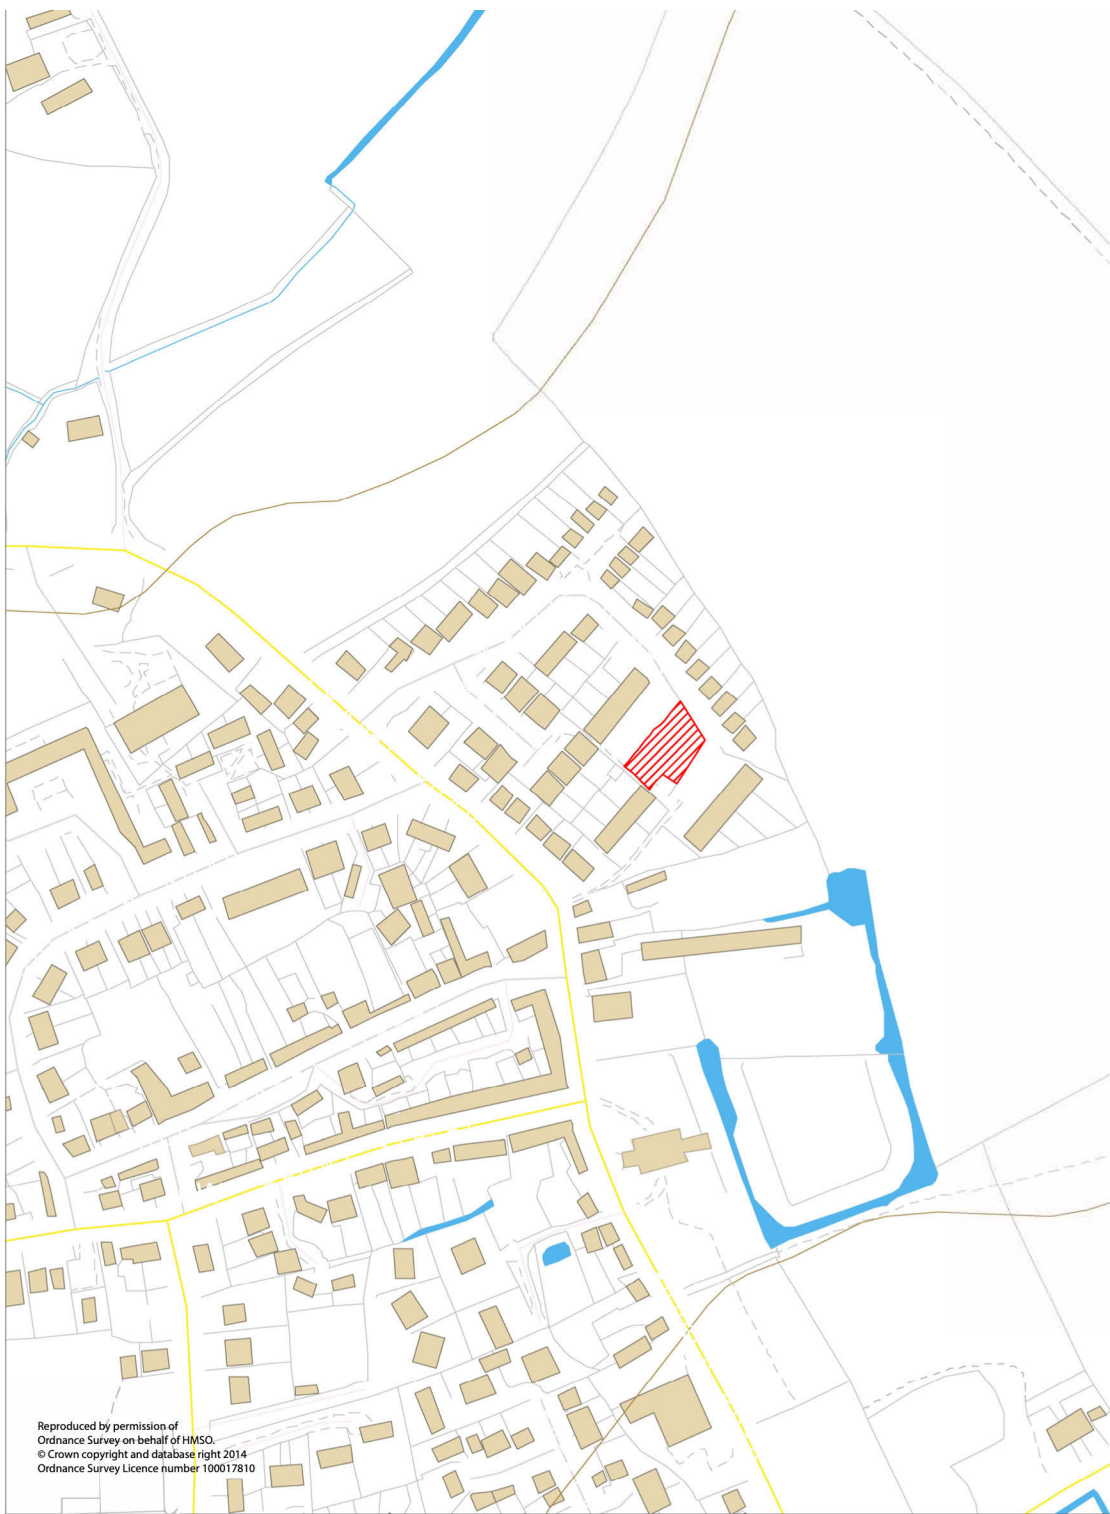 Reproduced by permission of
Ordnance Survey on behalf of HMSO.
© Crown copyright and database right 2014
Ordnance Survey Licence number 100017810